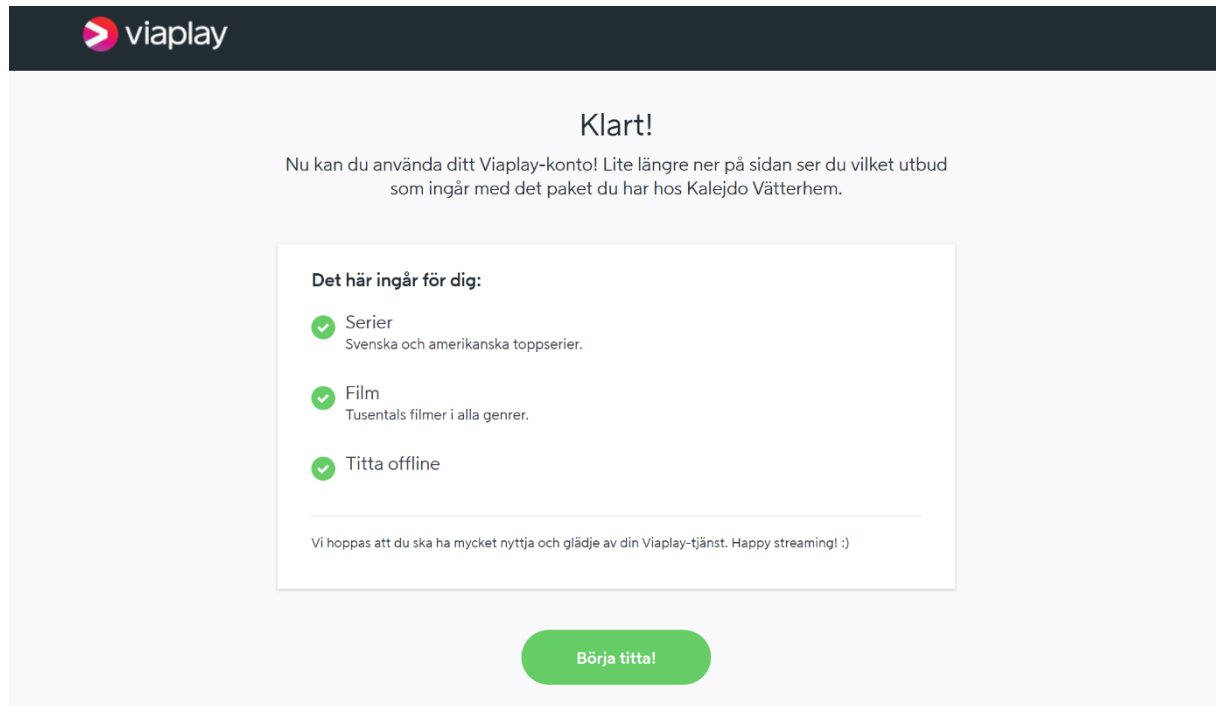 viaplay
Klart!
Nu kan du använda ditt Viaplay-konto! Lite längre ner på sidan ser du vilket utbud
som ingår med det paket du har hos Kalejdo Vätterhem.
Det här ingår för dig:
Serier
Svenska och amerikanska toppserier.
Film
Tusentals filmer i alla genrer.
Titta offline
Vi hoppas att du ska ha mycket nyttja och glädje av din Viaplay-tjänst. Happy streaming! :)
Börja titta!